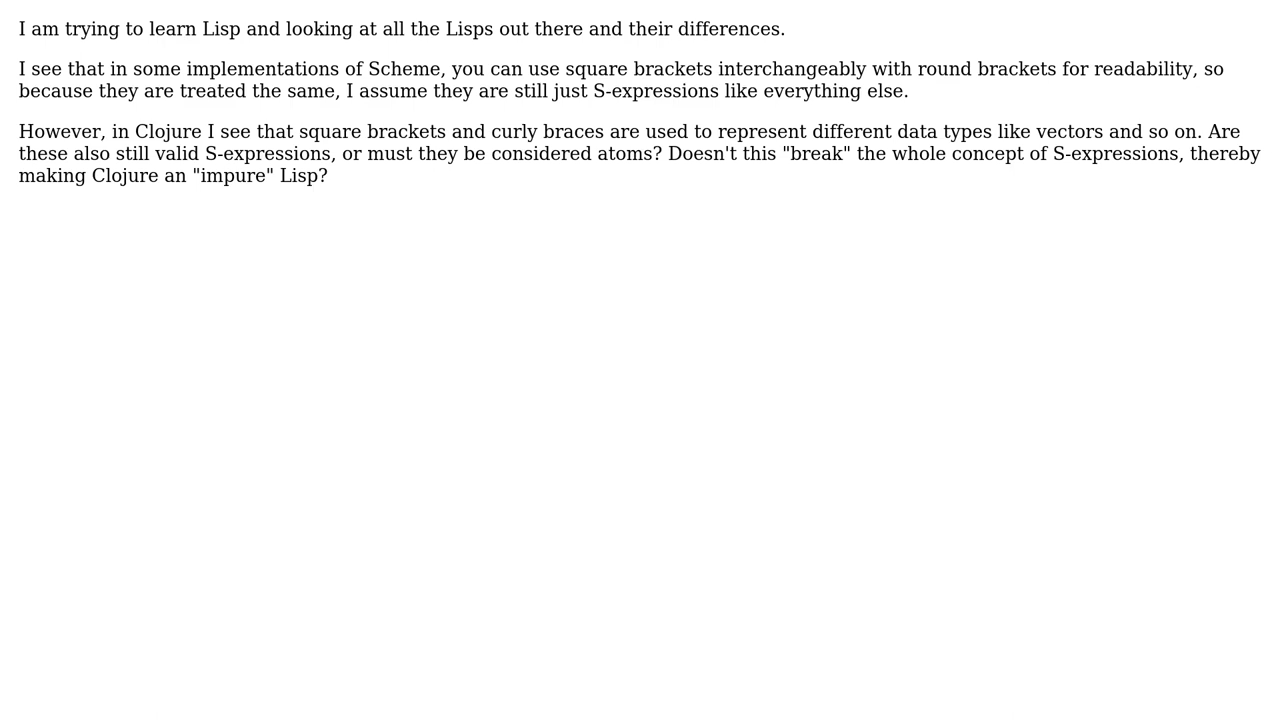 I am trying to learn Lisp and looking at all the Lisps out there and their differences.
I see that in some implementations of Scheme, you can use square brackets interchangeably with round brackets for readability, so
because they are treated the same, I assume they are still just S-expressions like everything else.
However, in Clojure I see that square brackets and curly braces are used to represent different data types like vectors and so on. Are
these also still valid S-expressions, or must they be considered atoms? Doesn't this "break" the whole concept of S-expressions, thereby
making Clojure an "impure" Lisp?